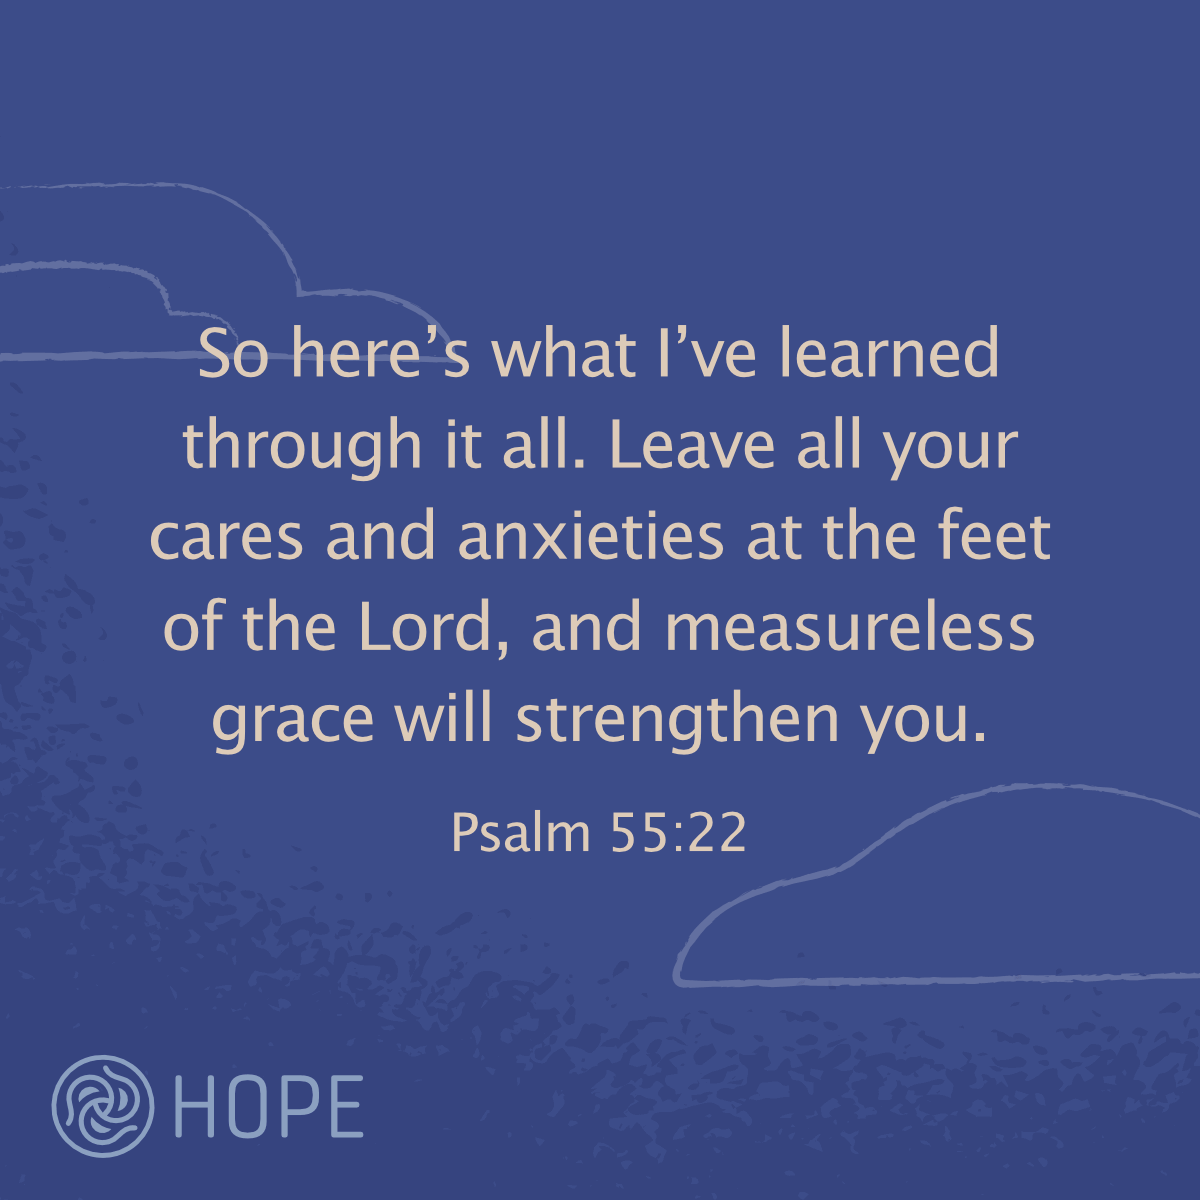 So here’s what I’ve learned
through it all. Leave all your
cares and anxieties at the feet
of the Lord, and measureless
grace will strengthen you.
Psalm 55:22
HOPE